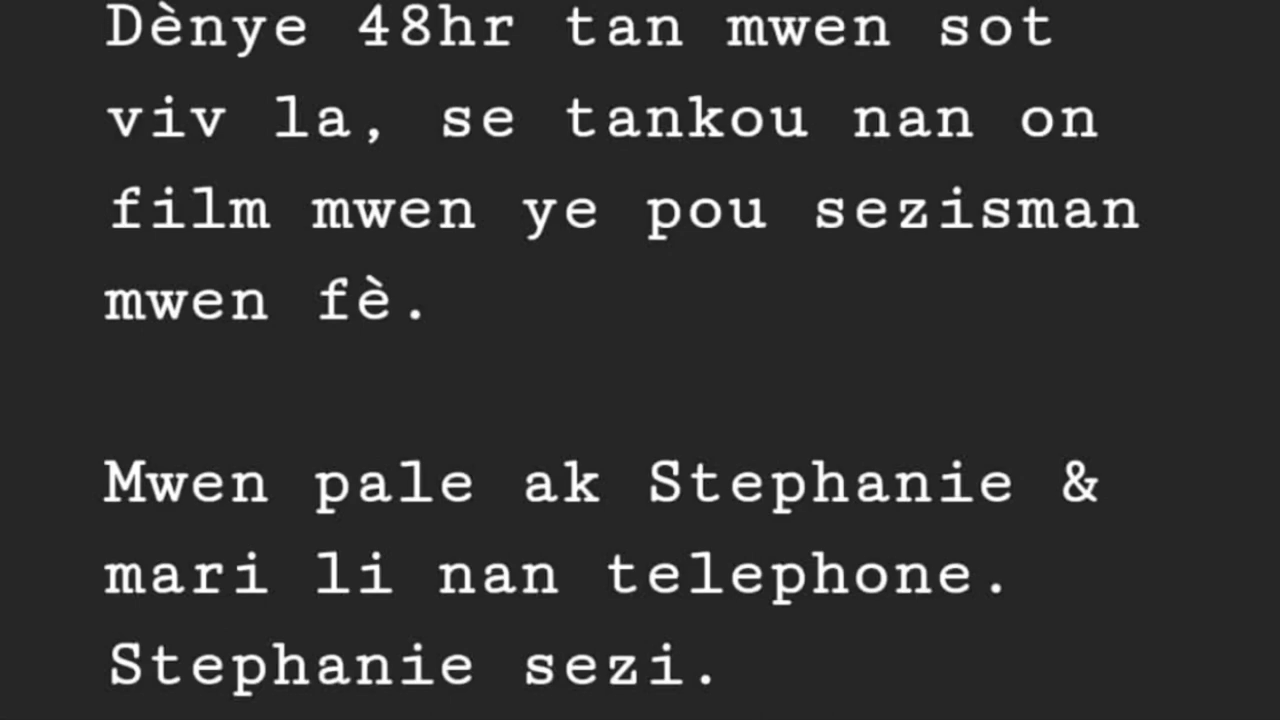 Dènye 48hr tan mwen sot
viv la, se tankou nan on
film mwen ye pou sezisman
mwen fè.
Mwen pale ak Stephanie &
mari li nan telephone.
Stephanie sezi.